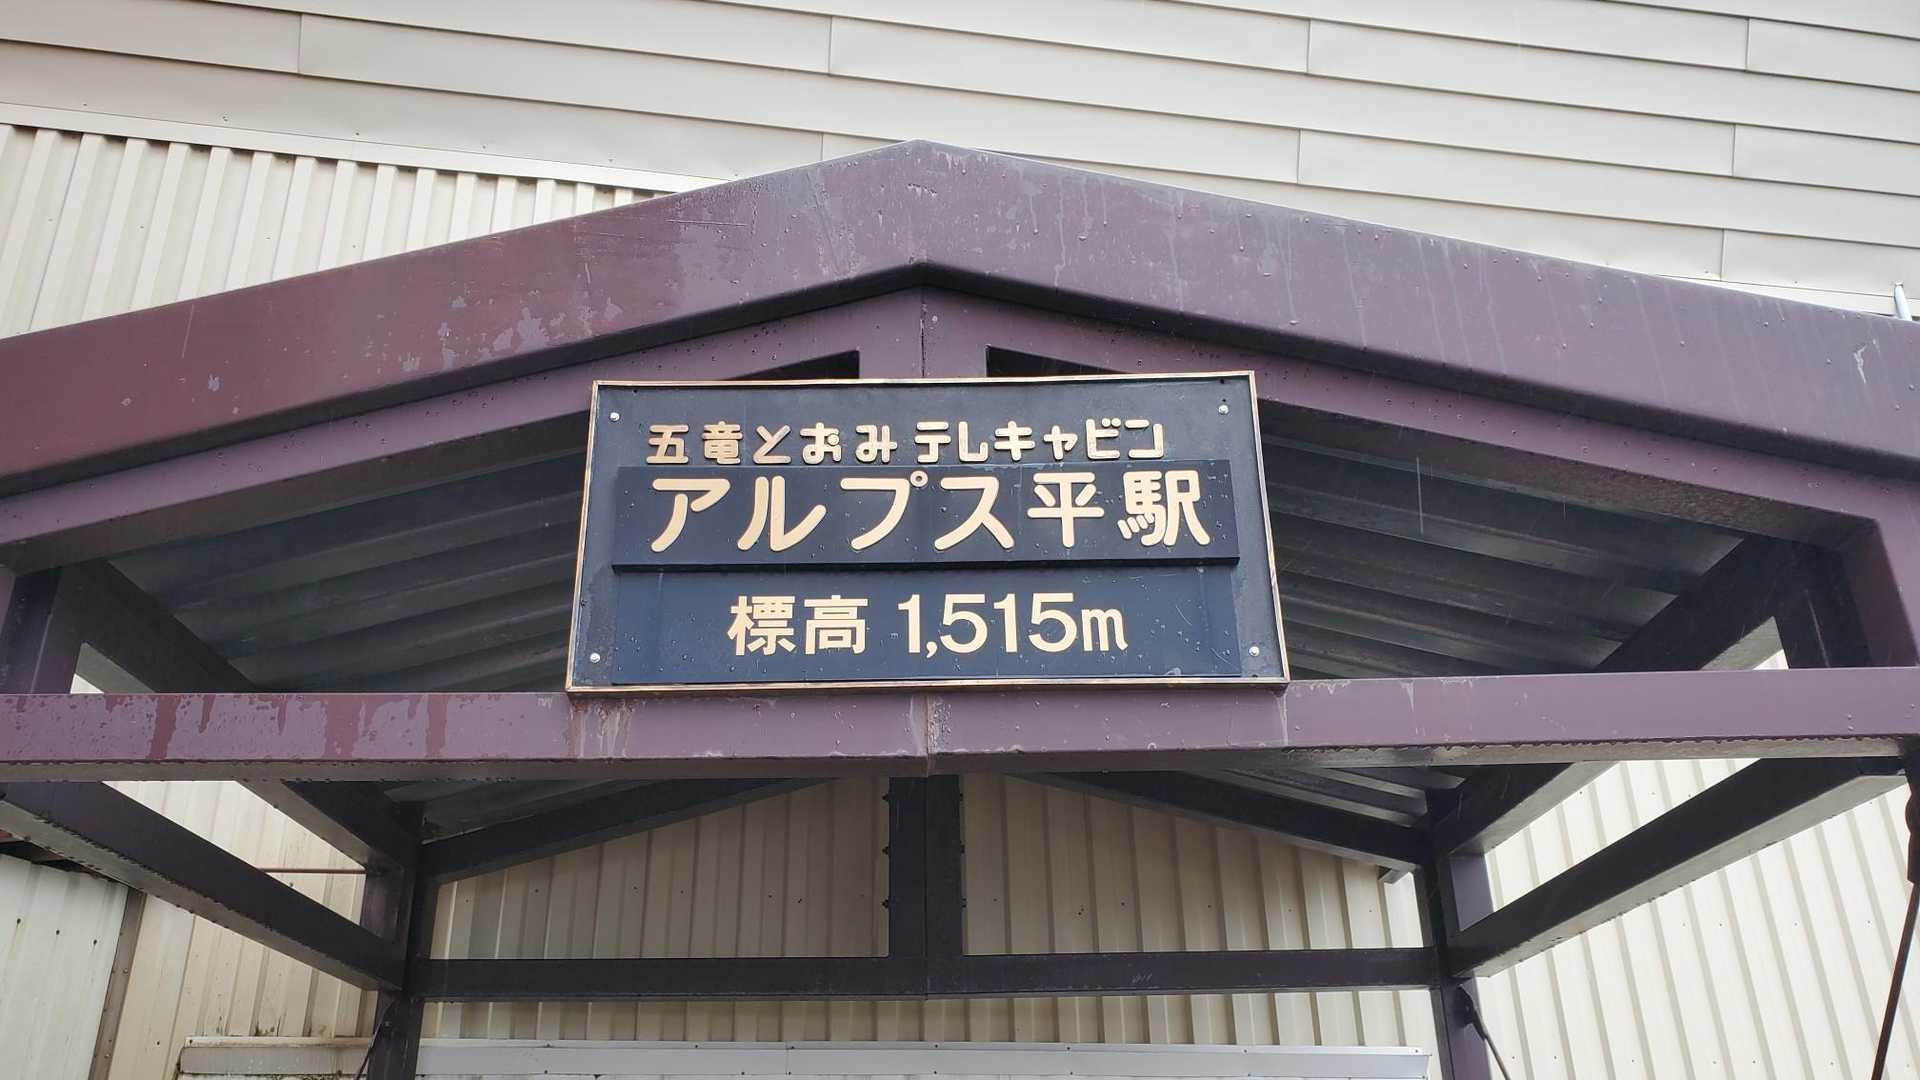 五竜とおみ テレキャビン
アルプス平駅
標高 1,515m